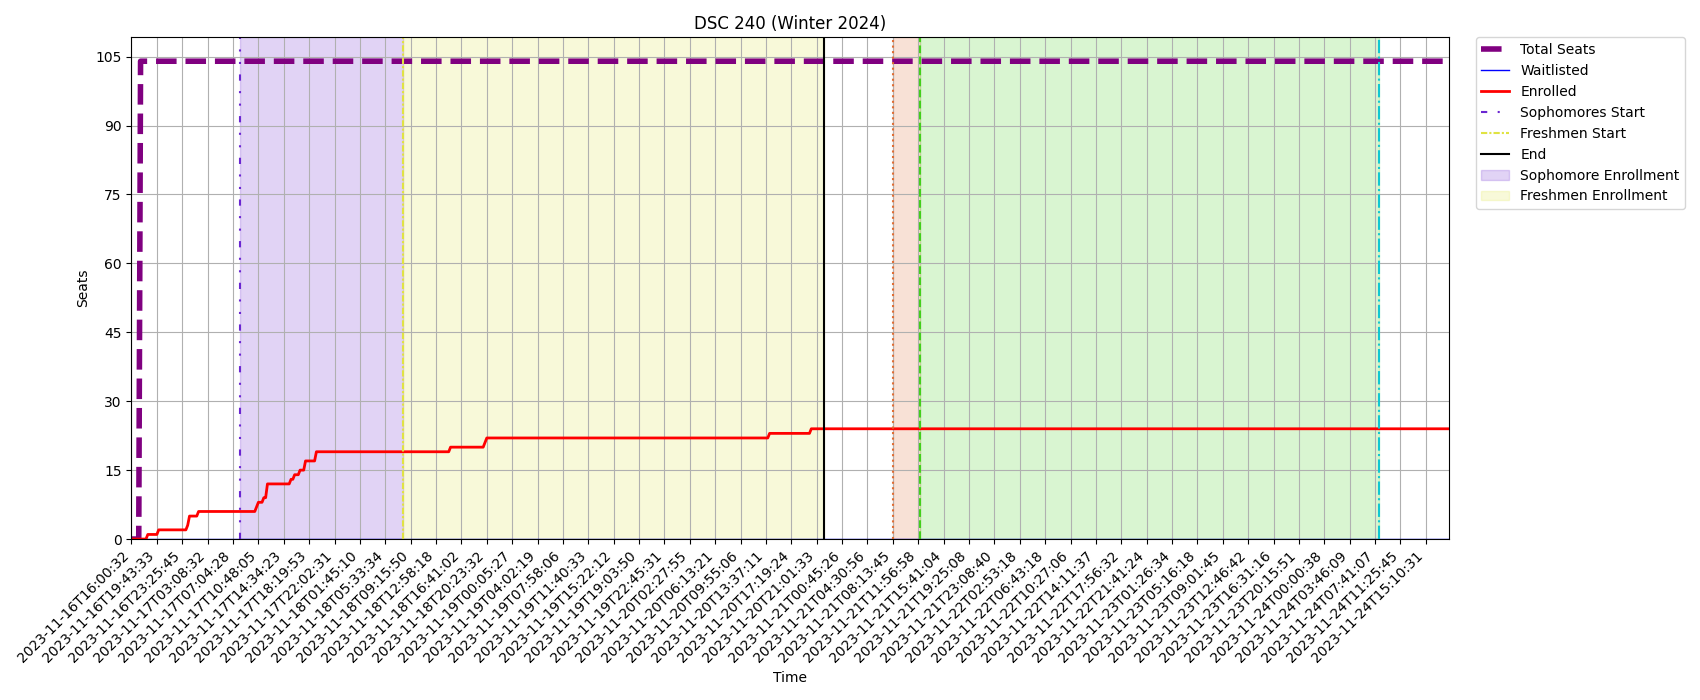 DSC 240 (Winter 2024)
105
90
75
60
45
30
15
0
Seats
2023-11-16T16:00:32
2023-11-16T19:43:33
2023-11-16T23:25:45
2023-11-17T03:08:32
2023-11-17T07:04:28
2023-11-17T10:48:05
2023-11-17T14:34:23
2023-11-17T18:19:53
2023-11-17T22:02:31
2023-11-18T01:45:10
2023-11-18T05:33:34
2023-11-18T09:15:50
2023-11-18T12:58:18
2023-11-18T16:41:02
2023-11-18T20:23:32
2023-11-19T00:05:27
2023-11-19T04:02:19
2023-11-19T07:58:06
2023-11-19T11:40:33
2023-11-19T15:22:12
2023-11-19T19:03:50
2023-11-19T22:45:31
2023-11-20T02:27:55
2023-11-20T06:13:21
2023-11-20T09:55:06
2023-11-20T13:37:11
2023-11-20T17:19:24
2023-11-20T21:01:33
2023-11-21T00:45:26
2023-11-21T04:30:56
2023-11-21T08:13:45
2023-11-21T11:56:58
2023-11-21T15:41:04
2023-11-21T19:25:08
2023-11-21T23:08:40
2023-11-22T02:53:18
2023-11-22T06:43:18
2023-11-22T10:27:06
2023-11-22T14:11:37
2023-11-22T17:56:32
2023-11-22T21:41:24
2023-11-23T01:26:34
2023-11-23T05:16:18
2023-11-23T09:01:45
2023-11-23T12:46:42
2023-11-23T16:31:16
2023-11-23T20:15:51
2023-11-24T00:00:38
2023-11-24T03:46:09
2023-11-24T07:41:07
2023-11-24T11:25:45
2023-11-24T15:10:31
Time
Total Seats
Waitlisted
Enrolled
Sophomores Start
Freshmen Start
End
Sophomore Enrollment
Freshmen Enrollment